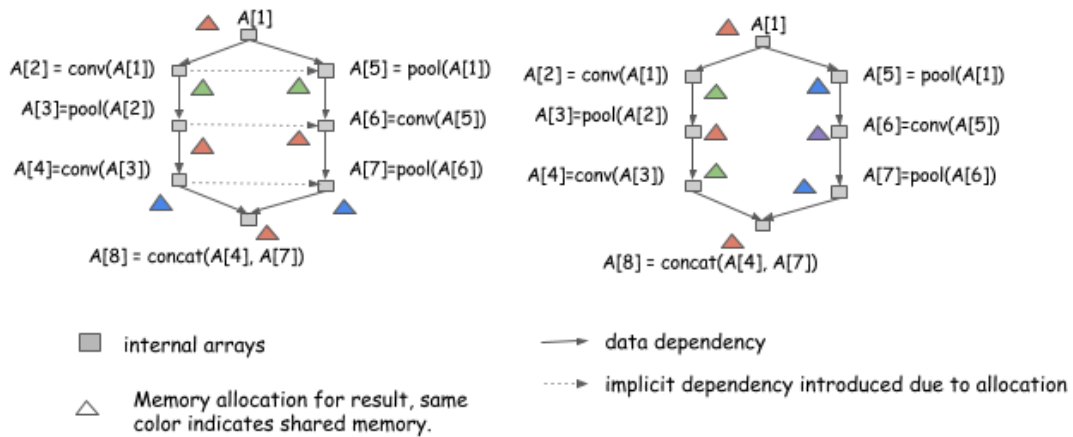 A[1]
A[2] = conv(A[1])
A[5] = pool(A[1])
A[3]=pool(A[2])
A[6]=conv(A[5])
A[4]=conv(A[3])
A[7]=pool(A[6])
A[8] = concat(A[4], A[7])
A[1]
A[2] = conv(A[1])
A[5] = pool(A[1])
A[3]=pool(A[2])
A[6]=conv(A[5])
A[4]=conv(A[3])
A[7]=pool(A[6])
A[8] = concat(A[4], A[7])
internal arrays
Memory allocation for result, same
color indicates shared memory.
data dependency
implicit dependency introduced due to allocation